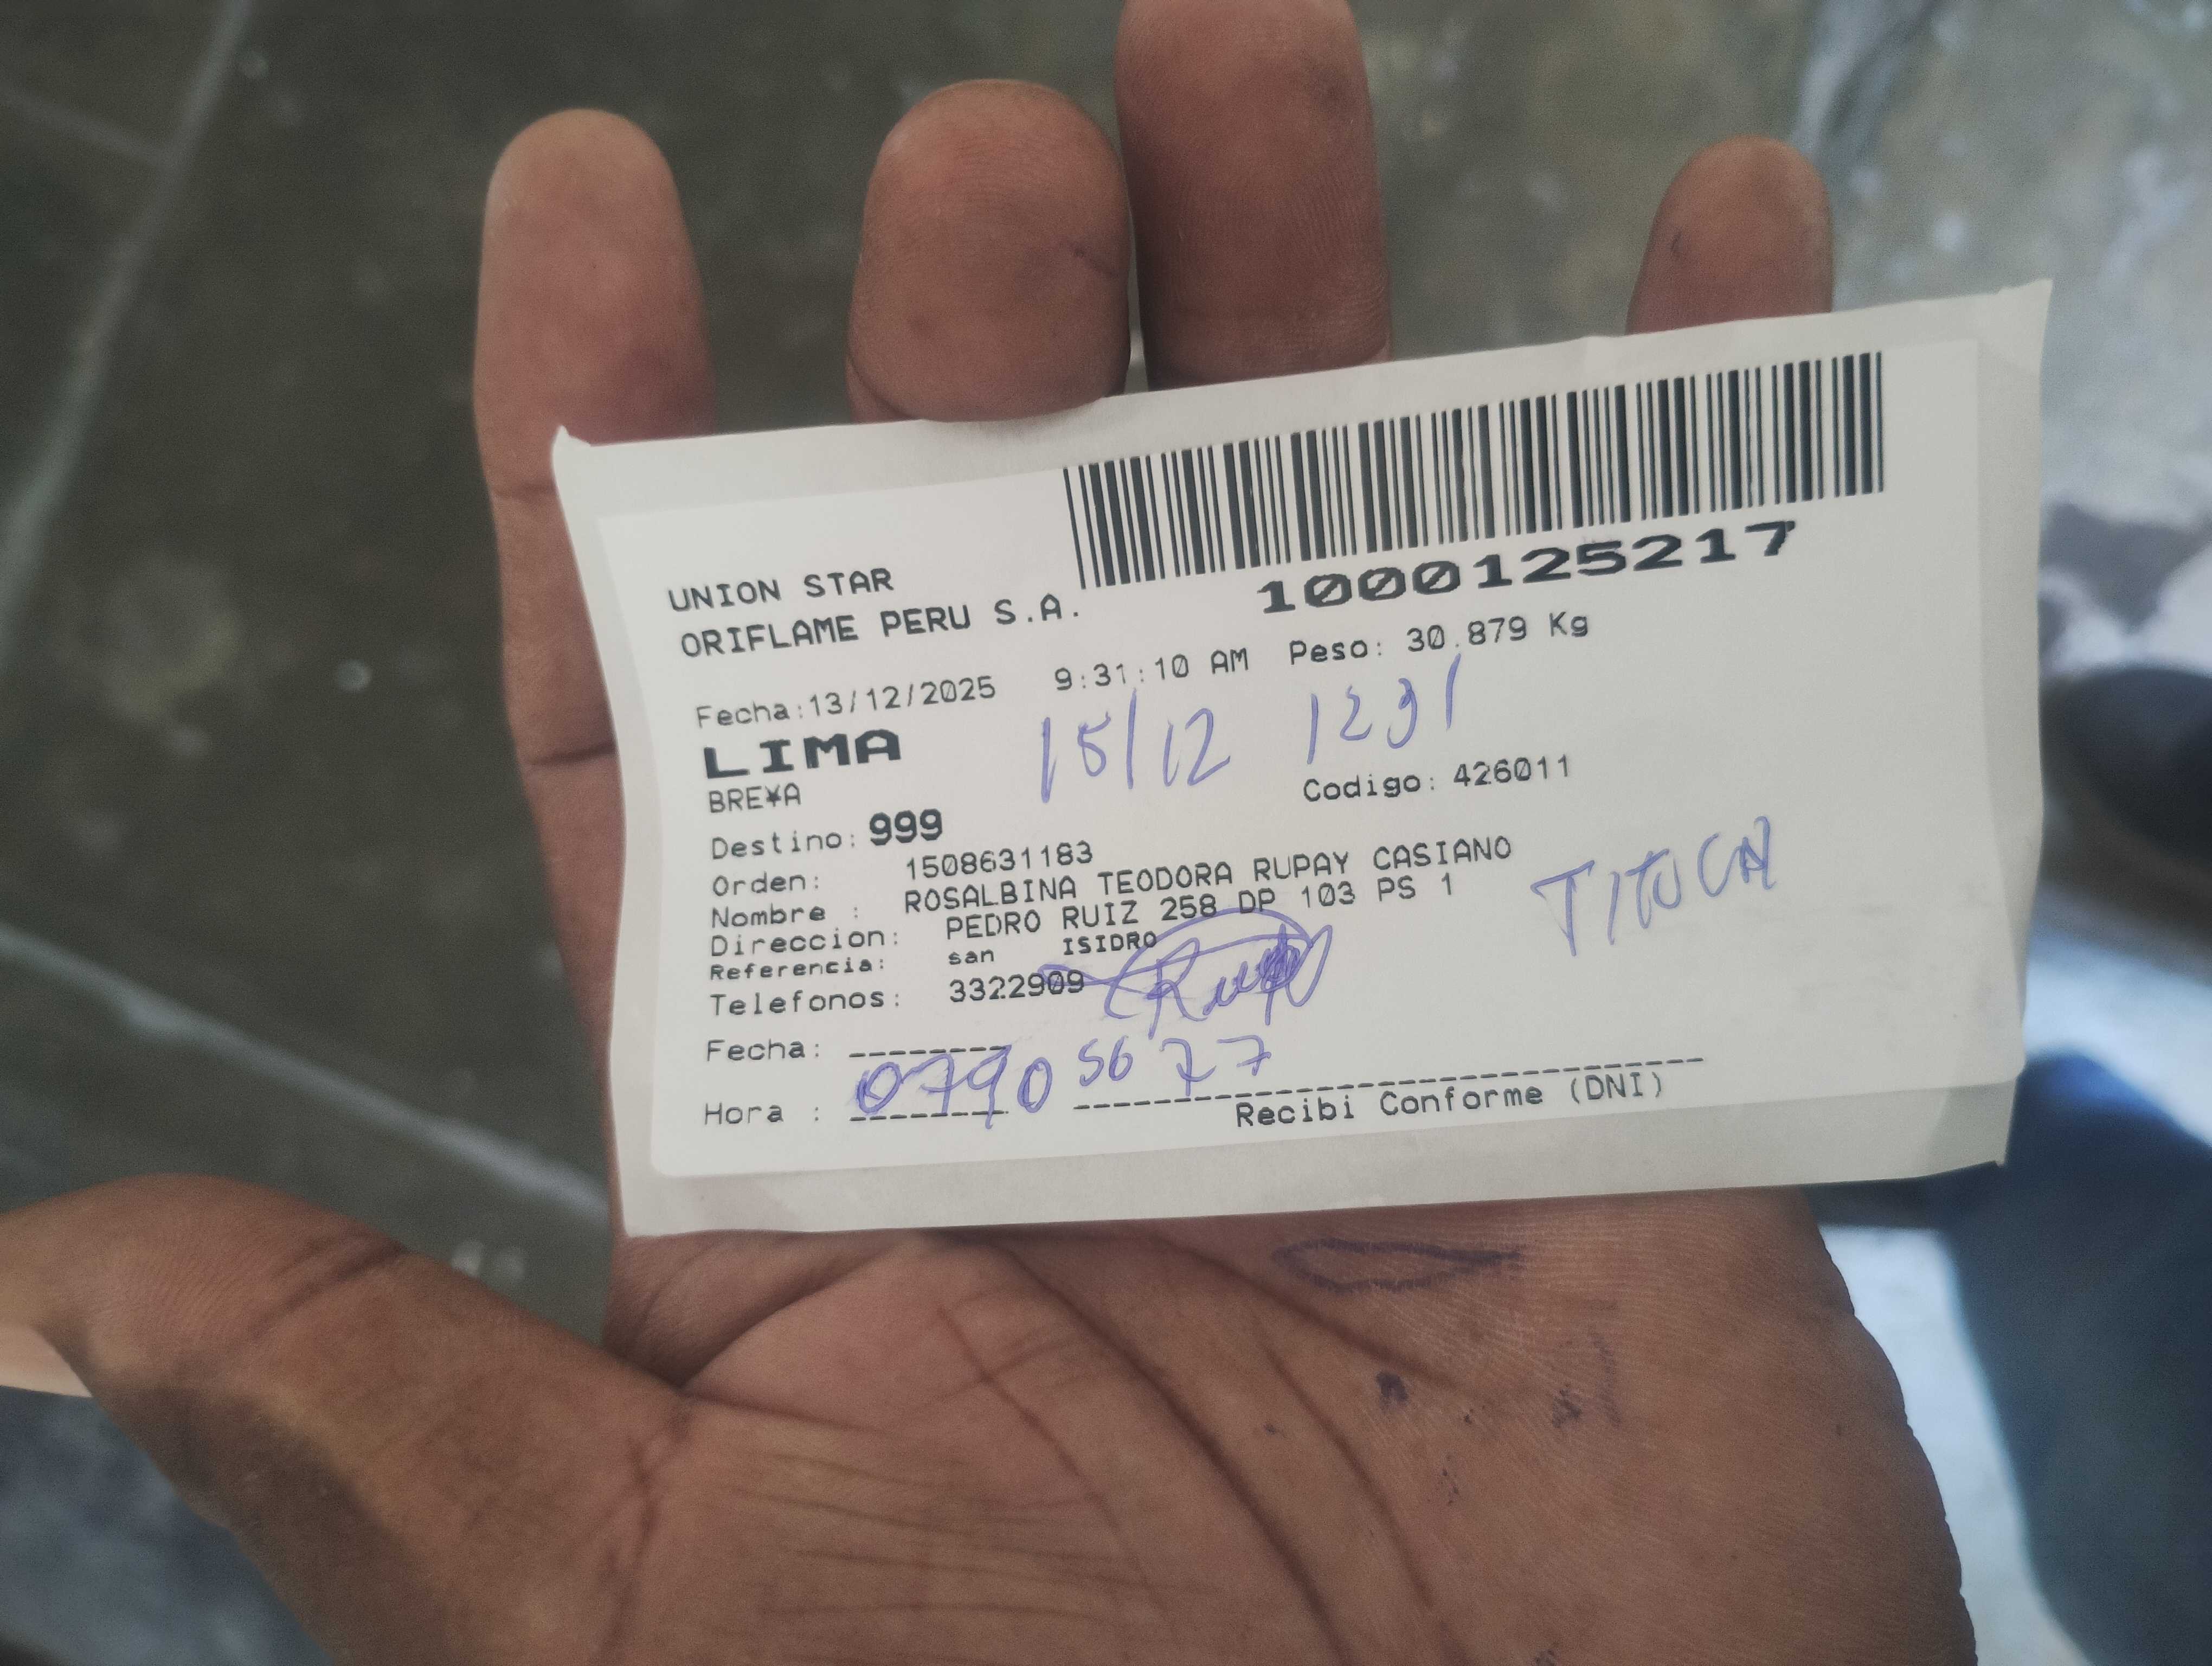 1000125217
UNION STAR
ORIFLAME PERU S.A.
Fecha:13/12/2025 9:31:10 AM Peso: 30.879 Kg
LIMA 15/12 1231
BRE¥A
Destino: 999 Codigo: 426011
Orden: 1508631183
Nombre : ROSALBINA TEODORA RUPAY CASIANO
Direccion: PEDRO RUIZ 258 DP 103 PS 1
Referencia: san ISIDRO
Telefonos: 3322909
Fecha:
Hora : 07905677
Recibi Conforme (DNI)